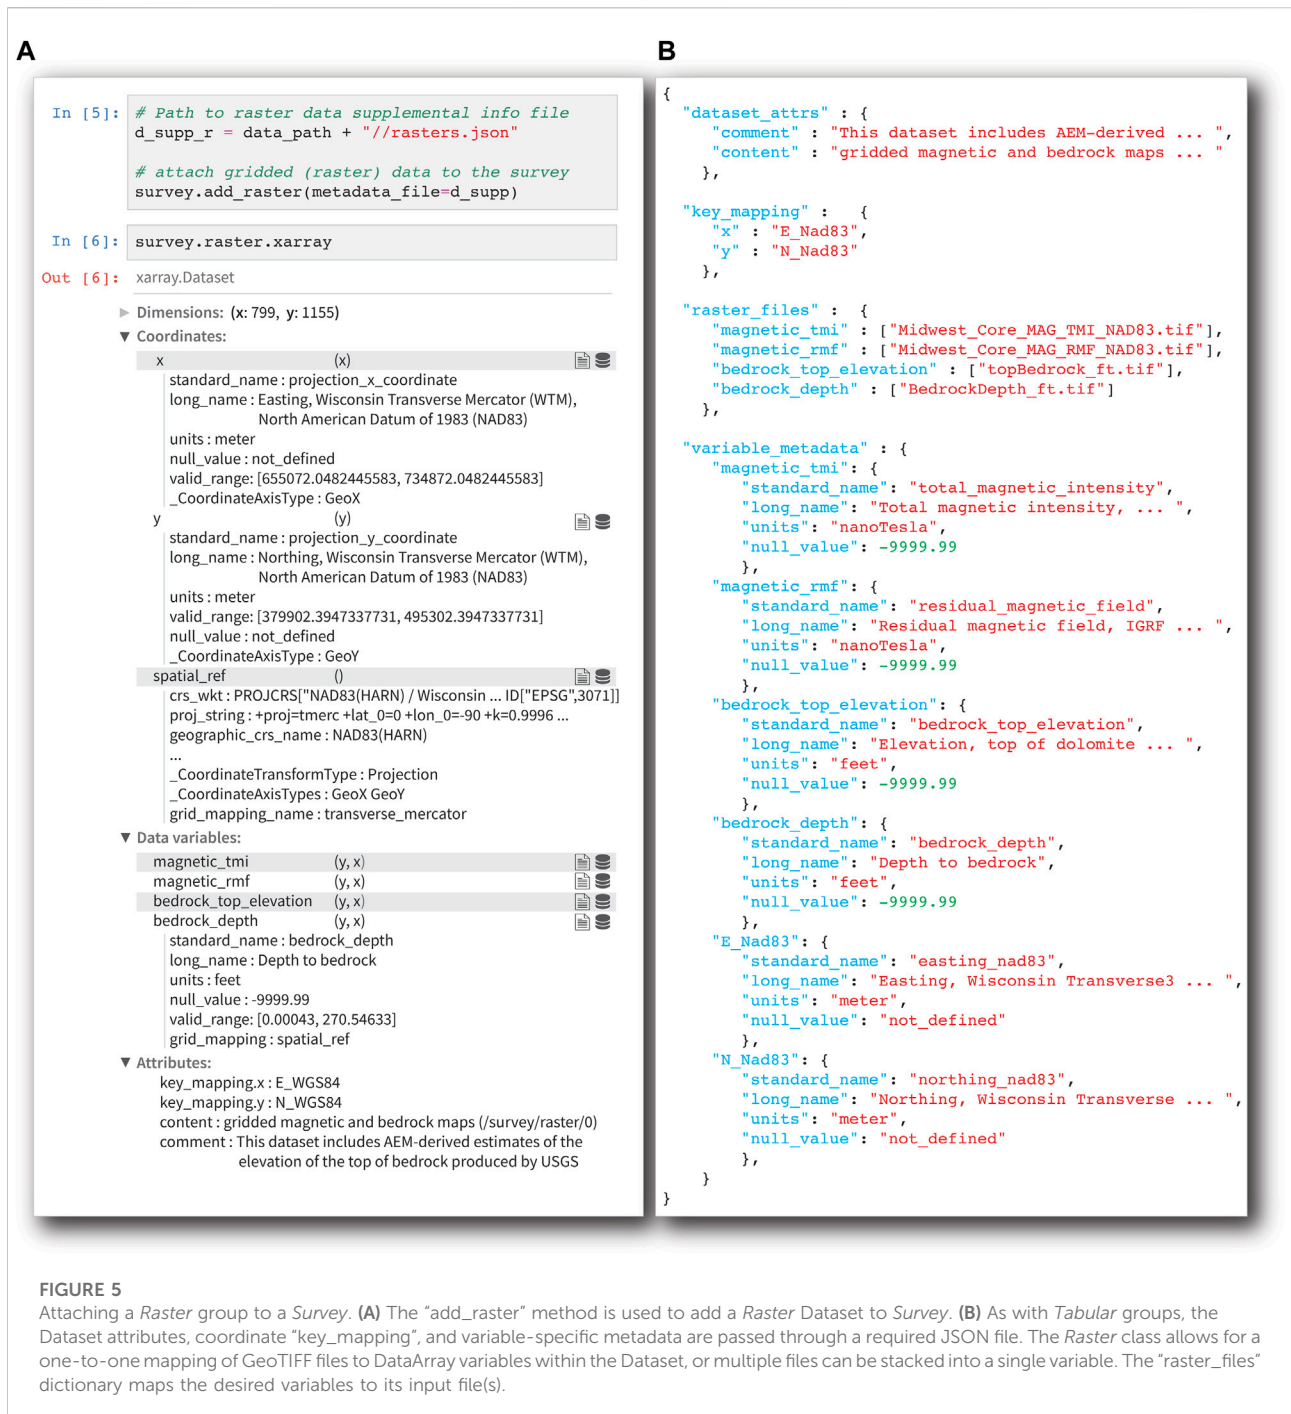 A
In [5]:
# Path to raster data supplemental info file
d_supp_r = data_path + "//rasters.json"
# attach gridded (raster) data to the survey
survey.add_raster(metadata_file=d_supp)
In [6]: survey.raster.xarray
Out [6]: xarray.Dataset
▶ Dimensions: (x: 799, y: 1155)
▼ Coordinates:
x (x)
standard_name : projection_x_coordinate
long_name : Easting, Wisconsin Transverse Mercator (WTM),
North American Datum of 1983 (NAD83)
units : meter
null_value : not_defined
valid_range: [655072.0482445583, 734872.0482445583]
_CoordinateAxisType : GeoX
y (y)
standard_name : projection_y_coordinate
long_name : Northing, Wisconsin Transverse Mercator (WTM),
North American Datum of 1983 (NAD83)
units : meter
valid_range: [379902.3947337731, 495302.3947337731]
null_value : not_defined
_CoordinateAxisType : GeoY
spatial_ref ()
crs_wkt : PROJCRS["NAD83(HARN) / Wisconsin ... ID["EPSG",3071]]
proj_string : +proj=tmerc +lat_0=0 +lon_0=-90 +k=0.9996 ...
geographic_crs_name : NAD83(HARN)
...
_CoordinateTransformType : Projection
_CoordinateAxisTypes : GeoX GeoY
grid_mapping_name : transverse_mercator
▼ Data variables:
magnetic_tmi (y, x)
magnetic_rmf (y, x)
bedrock_top_elevation (y, x)
bedrock_depth (y, x)
standard_name : bedrock_depth
long_name : Depth to bedrock
units : feet
null_value : -9999.99
valid_range: [0.00043, 270.54633]
grid_mapping : spatial_ref
▼ Attributes:
key_mapping.x : E_WGS84
key_mapping.y : N_WGS84
content : gridded magnetic and bedrock maps (/survey/raster/0)
comment : This dataset includes AEM-derived estimates of the
elevation of the top of bedrock produced by USGS
B
{
"dataset_attrs" : {
"comment" : "This dataset includes AEM-derived ... ",
"content" : "gridded magnetic and bedrock maps ... "
},
"key_mapping" : {
"x" : "E_Nad83",
"y" : "N_Nad83"
},
"raster_files" : {
"magnetic_tmi" : ["Midwest_Core_MAG_TMI_NAD83.tif"],
"magnetic_rmf" : ["Midwest_Core_MAG_RMF_NAD83.tif"],
"bedrock_top_elevation" : ["topBedrock_ft.tif"],
"bedrock_depth" : ["BedrockDepth_ft.tif"]
},
"variable_metadata" : {
"magnetic_tmi": {
"standard_name": "total_magnetic_intensity",
"long_name": "Total magnetic intensity, ... ",
"units": "nanoTesla",
"null_value": -9999.99
},
"magnetic_rmf": {
"standard_name": "residual_magnetic_field",
"long_name": "Residual magnetic field, IGRF ... ",
"units": "nanoTesla",
"null_value": -9999.99
},
"bedrock_top_elevation": {
"standard_name": "bedrock_top_elevation",
"long_name": "Elevation, top of dolomite ... ",
"units": "feet",
"null_value": -9999.99
},
"bedrock_depth": {
"standard_name": "bedrock_depth",
"long_name": "Depth to bedrock",
"units": "feet",
"null_value": -9999.99
},
"E_Nad83": {
"standard_name": "easting_nad83",
"long_name": "Easting, Wisconsin Transverse3 ... ",
"units": "meter",
"null_value": "not_defined"
},
"N_Nad83": {
"standard_name": "northing_nad83",
"long_name": "Northing, Wisconsin Transverse ... ",
"units": "meter",
"null_value": "not_defined"
},
}
}
FIGURE 5
Attaching a Raster group to a Survey. (A) The "add_raster" method is used to add a Raster Dataset to Survey. (B) As with Tabular groups, the
Dataset attributes, coordinate "key_mapping", and variable-specific metadata are passed through a required JSON file. The Raster class allows for a
one-to-one mapping of GeoTIFF files to DataArray variables within the Dataset, or multiple files can be stacked into a single variable. The "raster_files"
dictionary maps the desired variables to its input file(s).